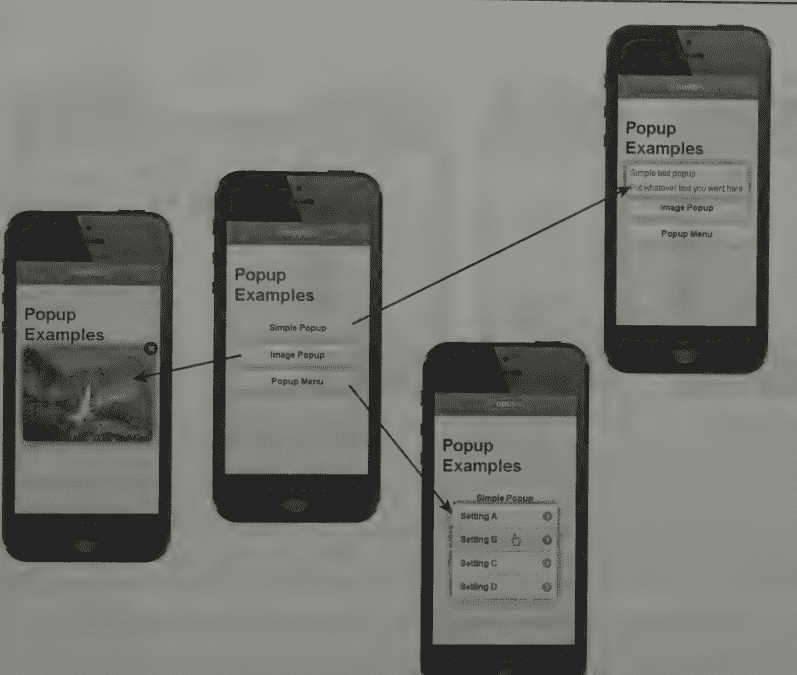 Popup
Examples
Popup
Examples
Simple Popup
Image Popup
Popup Menu
Popup
Examples
Simple text popup
Put whatever text you want here
Image Popup
Popup Menu
Popup
Examples
Simple Popup
Setting A
Setting B
Setting C
Setting D